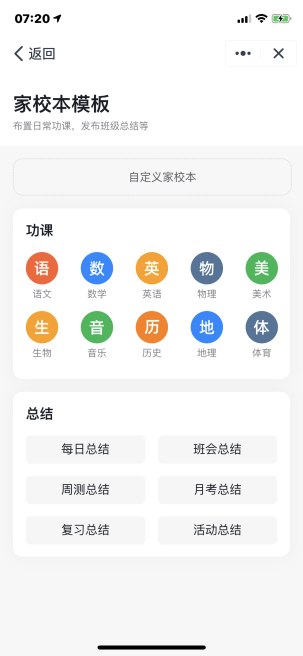 07:20
返回
家校本模板
布置日常功课，发布班级总结等
自定义家校本
功课
语 数 英 物 美
语文 数学 英语 物理 美术
生 音 历 地 体
生物 音乐 历史 地理 体育
总结
每日总结 班会总结
周测总结 月考总结
复习总结 活动总结